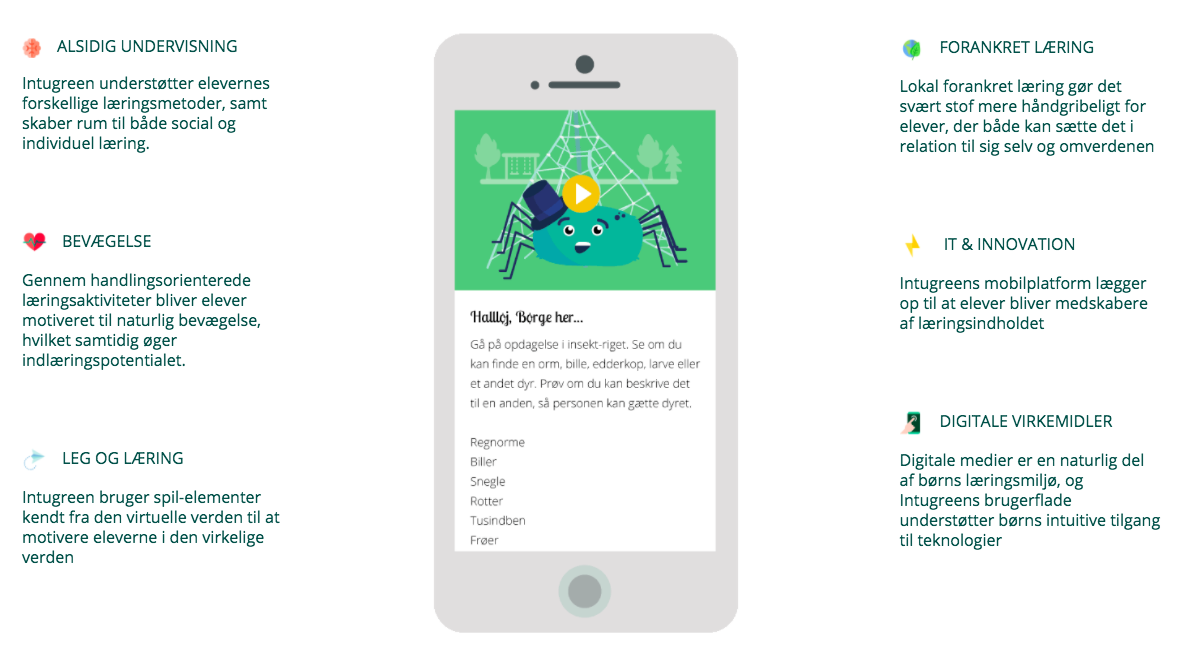 ALSIDIG UNDERVISNING
Intugreen understøtter elevernes
forskellige læringsmetoder, samt
skaber rum til både social og
individuel læring.
BEVÆGELSE
Gennem handlingsorienterede
læringsaktiviteter bliver elever
motiveret til naturlig bevægelse,
hvilket samtidig øger
indlæringspotentialet.
LEG OG LÆRING
Intugreen bruger spil-elementer
kendt fra den virtuelle verden til at
motivere eleverne i den virkelige
verden
Hallløj, Børge her...
Gå på opdagelse i insekt-riget. Se om du
kan finde en orm, bille, edderkop, larve eller
et andet dyr. Prøv om du kan beskrive det
til en anden, så personen kan gætte dyret.
Regnorme
Biller
Snegle
Rotter
Tusindben
Frøer
FORANKRET LÆRING
Lokal forankret læring gør det
svært stof mere håndgribeligt for
elever, der både kan sætte det i
relation til sig selv og omverdenen
IT & INNOVATION
Intugreens mobilplatform lægger
op til at elever bliver medskabere
af læringsindholdet
DIGITALE VIRKEMIDLER
Digitale medier er en naturlig del
af børns læringsmiljø, og
Intugreens brugerflade
understøtter børns intuitive tilgang
til teknologier